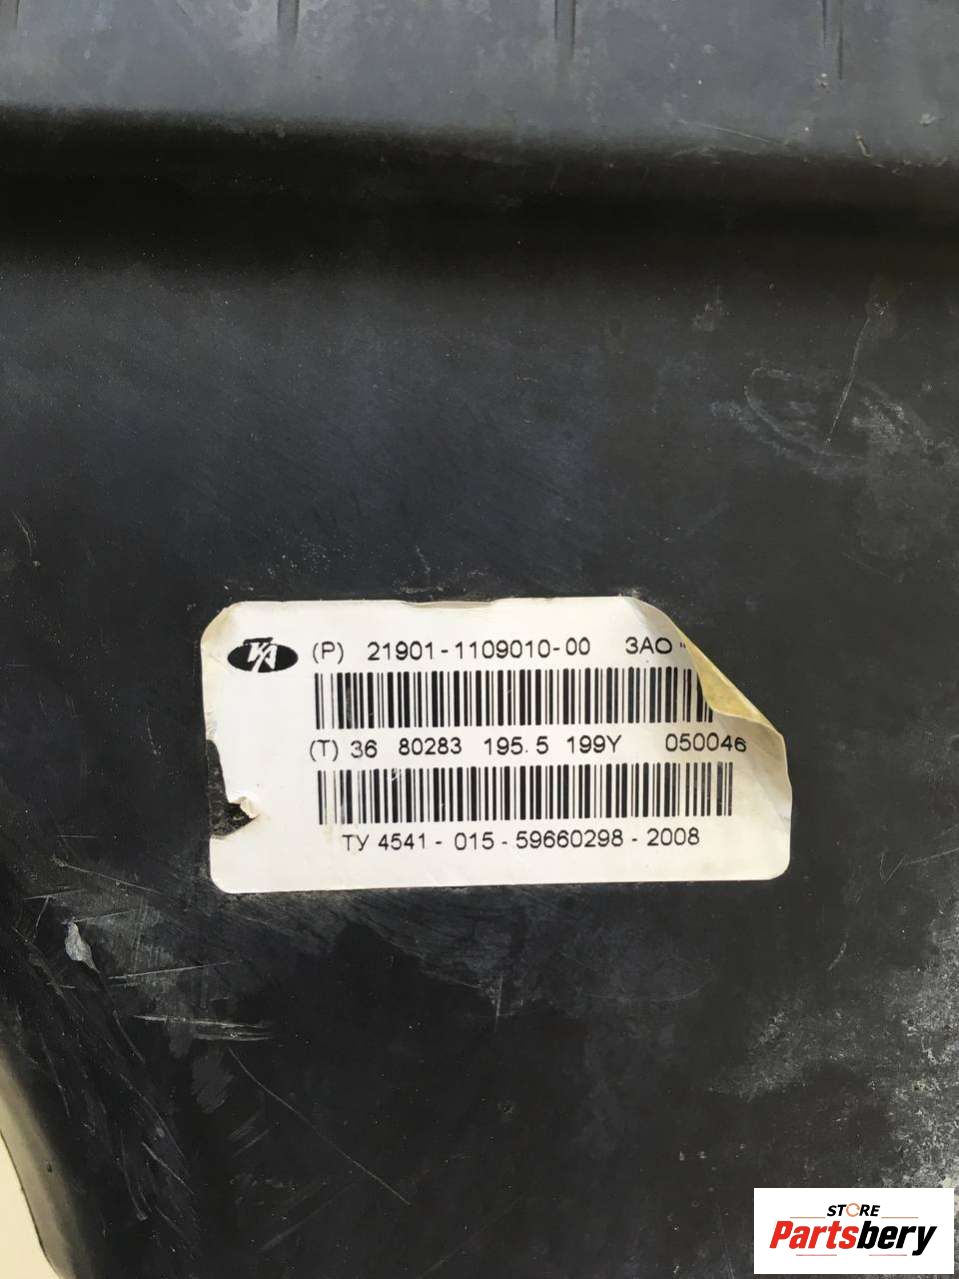 (P) 21901-1109010-00 ЗАО "
(T) 36 80283 195.5 199Y 050046
ТУ 4541 - 015 - 59660298 - 2008
STORE
Partsbery